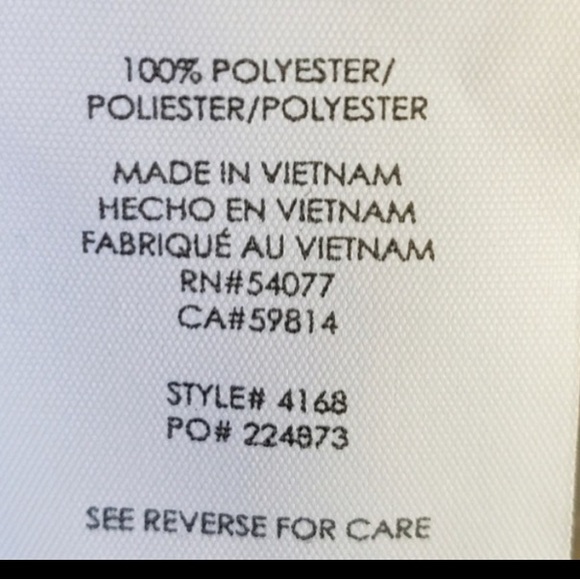 100% POLYESTER/
POLIESTER/POLYESTER
MADE IN VIETNAM
HECHO EN VIETNAM
FABRIQUÉ AU VIETNAM
RN#54077
CA#59814
STYLE# 4168
PO# 224873
SEE REVERSE FOR CARE